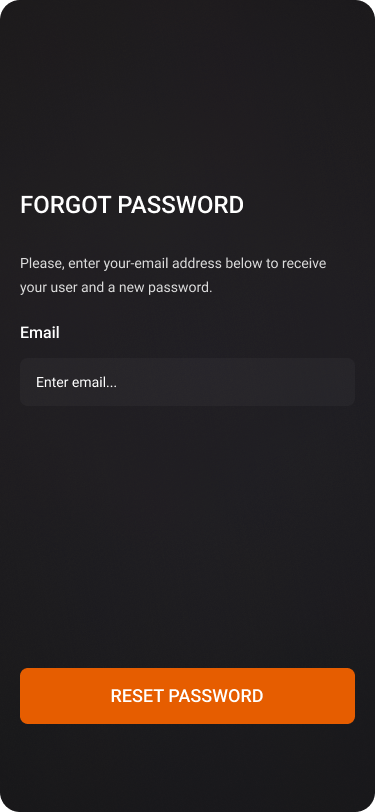 FORGOT PASSWORD
Please, enter your-email address below to receive
your user and a new password.
Email
Enter email...
RESET PASSWORD